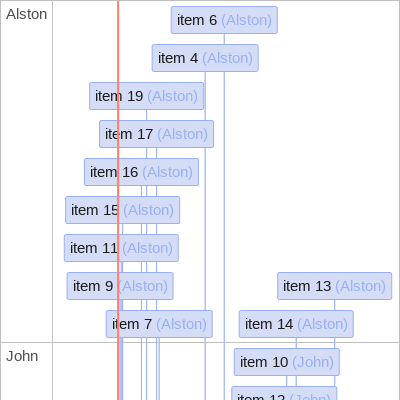 Alston
item 6 (Alston)
item 4 (Alston)
item 19 (Alston)
item 17 (Alston)
item 16 (Alston)
item 15 (Alston)
item 11 (Alston)
item 9 (Alston)
item 13 (Alston)
item 7 (Alston)
item 14 (Alston)
John
item 10 (John)
item 12 (John)